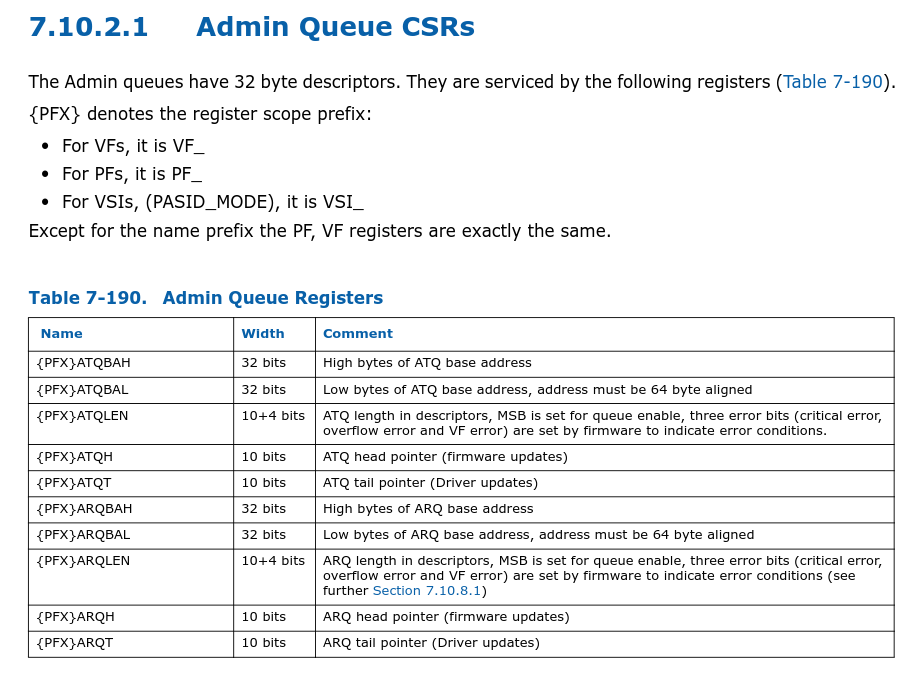 7.10.2.1 Admin Queue CSRs
The Admin queues have 32 byte descriptors. They are serviced by the following registers (Table 7-190).
{PFX} denotes the register scope prefix:
• For VFs, it is VF_
• For PFs, it is PF_
• For VSIs, (PASID_MODE), it is VSI_
Except for the name prefix the PF, VF registers are exactly the same.
Table 7-190. Admin Queue Registers
Name Width Comment
{PFX}ATQBAH 32 bits High bytes of ATQ base address
{PFX}ATQBAL 32 bits Low bytes of ATQ base address, address must be 64 byte aligned
{PFX}ATQLEN 10+4 bits ATQ length in descriptors, MSB is set for queue enable, three error bits (critical error,
overflow error and VF error) are set by firmware to indicate error conditions.
{PFX}ATQH 10 bits ATQ head pointer (firmware updates)
{PFX}ATQT 10 bits ATQ tail pointer (Driver updates)
{PFX}ARQBAH 32 bits High bytes of ARQ base address
{PFX}ARQBAL 32 bits Low bytes of ARQ base address, address must be 64 byte aligned
{PFX}ARQLEN 10+4 bits ARQ length in descriptors, MSB is set for queue enable, three error bits (critical error,
overflow error and VF error) are set by firmware to indicate error conditions (see
further Section 7.10.8.1)
{PFX}ARQH 10 bits ARQ head pointer (firmware updates)
{PFX}ARQT 10 bits ARQ tail pointer (Driver updates)